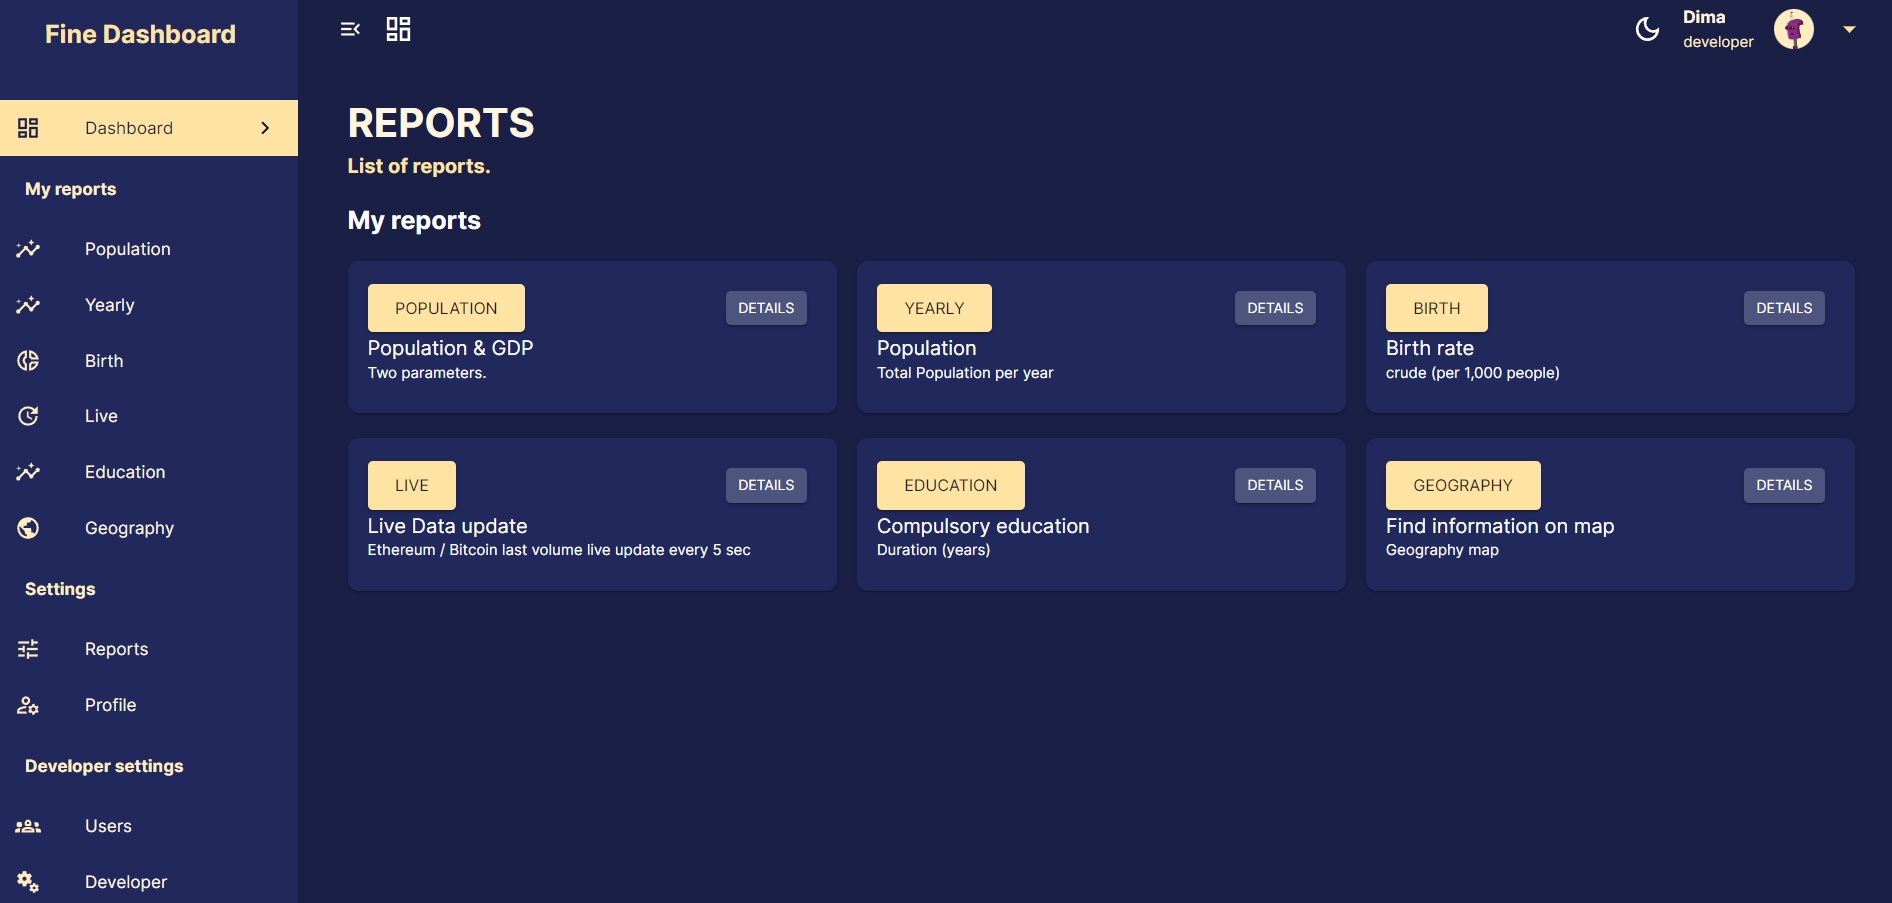 Fine Dashboard
Dashboard
My reports
Population
Yearly
Birth
Live
Education
Geography
Settings
Reports
Profile
Developer settings
Users
Developer
Dima
developer
REPORTS
List of reports.
My reports
POPULATION
DETAILS
Population & GDP
Two parameters.
YEARLY
DETAILS
Population
Total Population per year
BIRTH
DETAILS
Birth rate
crude (per 1,000 people)
LIVE
DETAILS
Live Data update
Ethereum / Bitcoin last volume live update every 5 sec
EDUCATION
DETAILS
Compulsory education
Duration (years)
GEOGRAPHY
DETAILS
Find information on map
Geography map